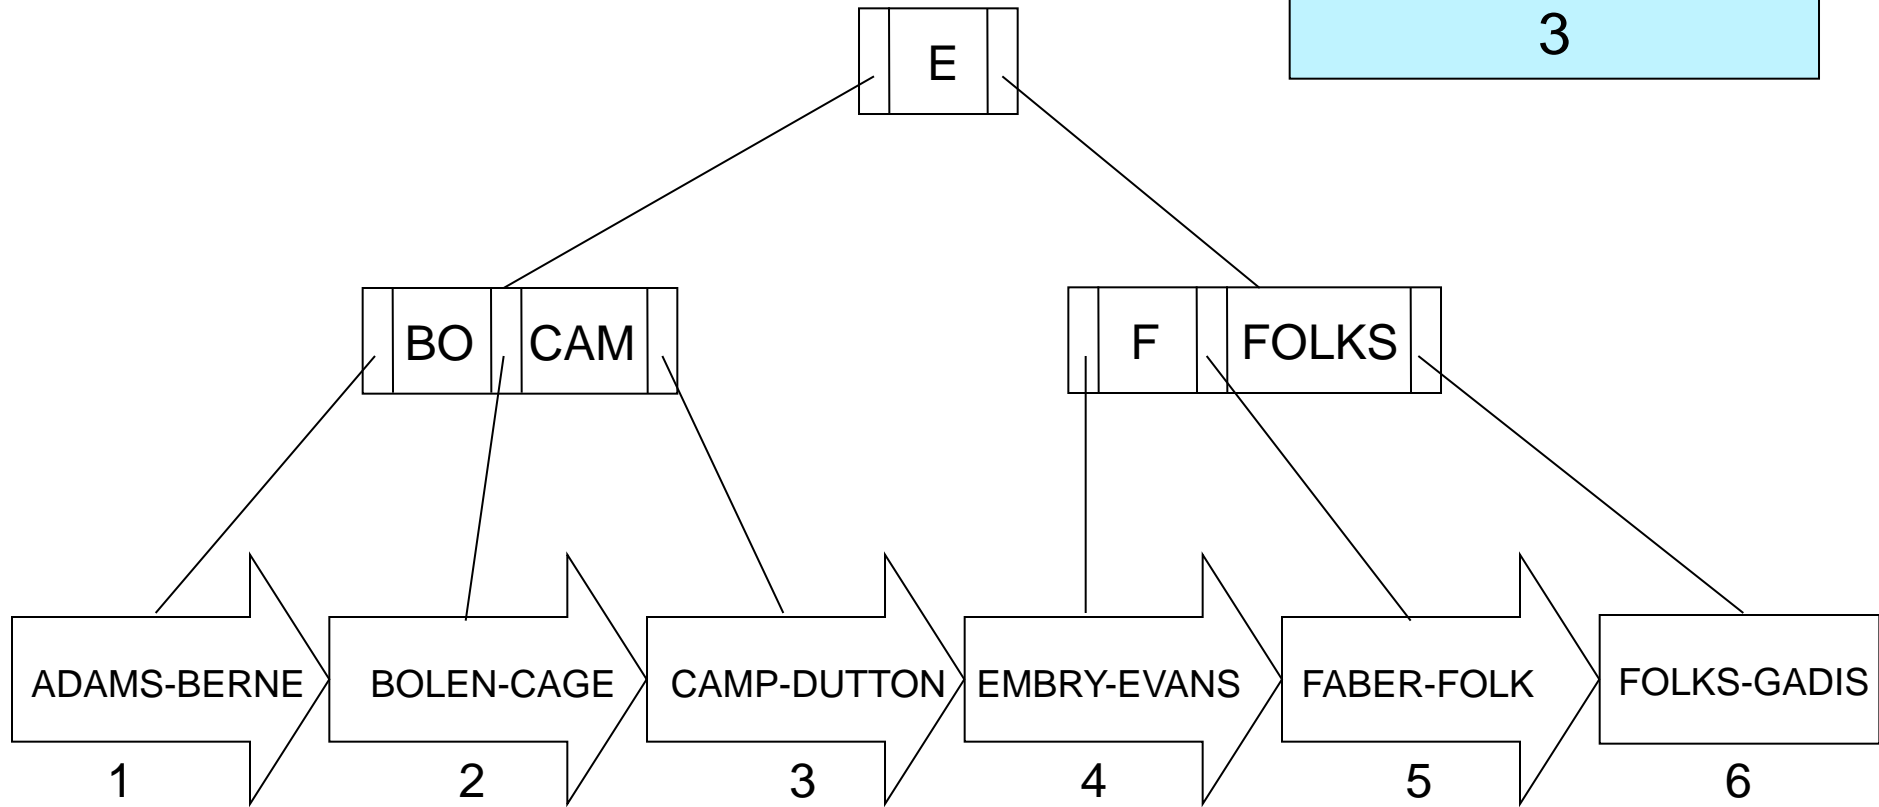 3
E
BO CAM
F FOLKS
ADAMS-BERNE BOLEN-CAGE CAMP-DUTTON EMBRY-EVANS FABER-FOLK FOLKS-GADIS
1 2 3 4 5 6